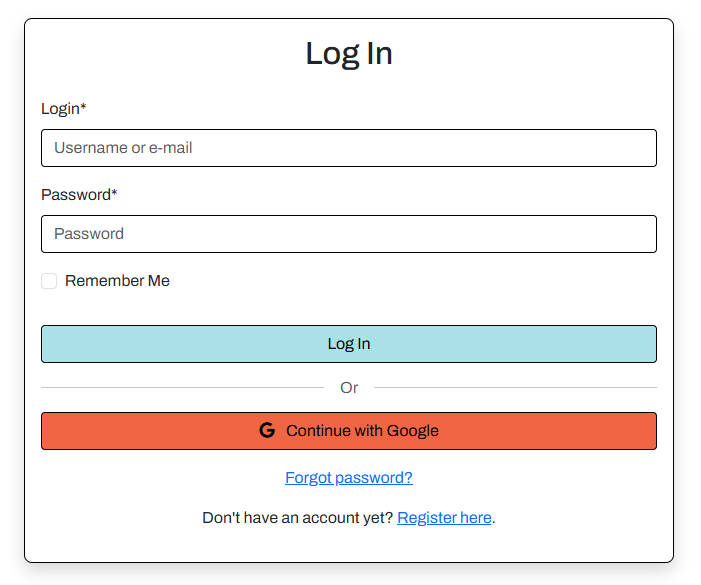 Log In
Login*
Username or e-mail
Password*
Password
Remember Me
Log In
Or
G Continue with Google
Forgot password?
Don't have an account yet? Register here.